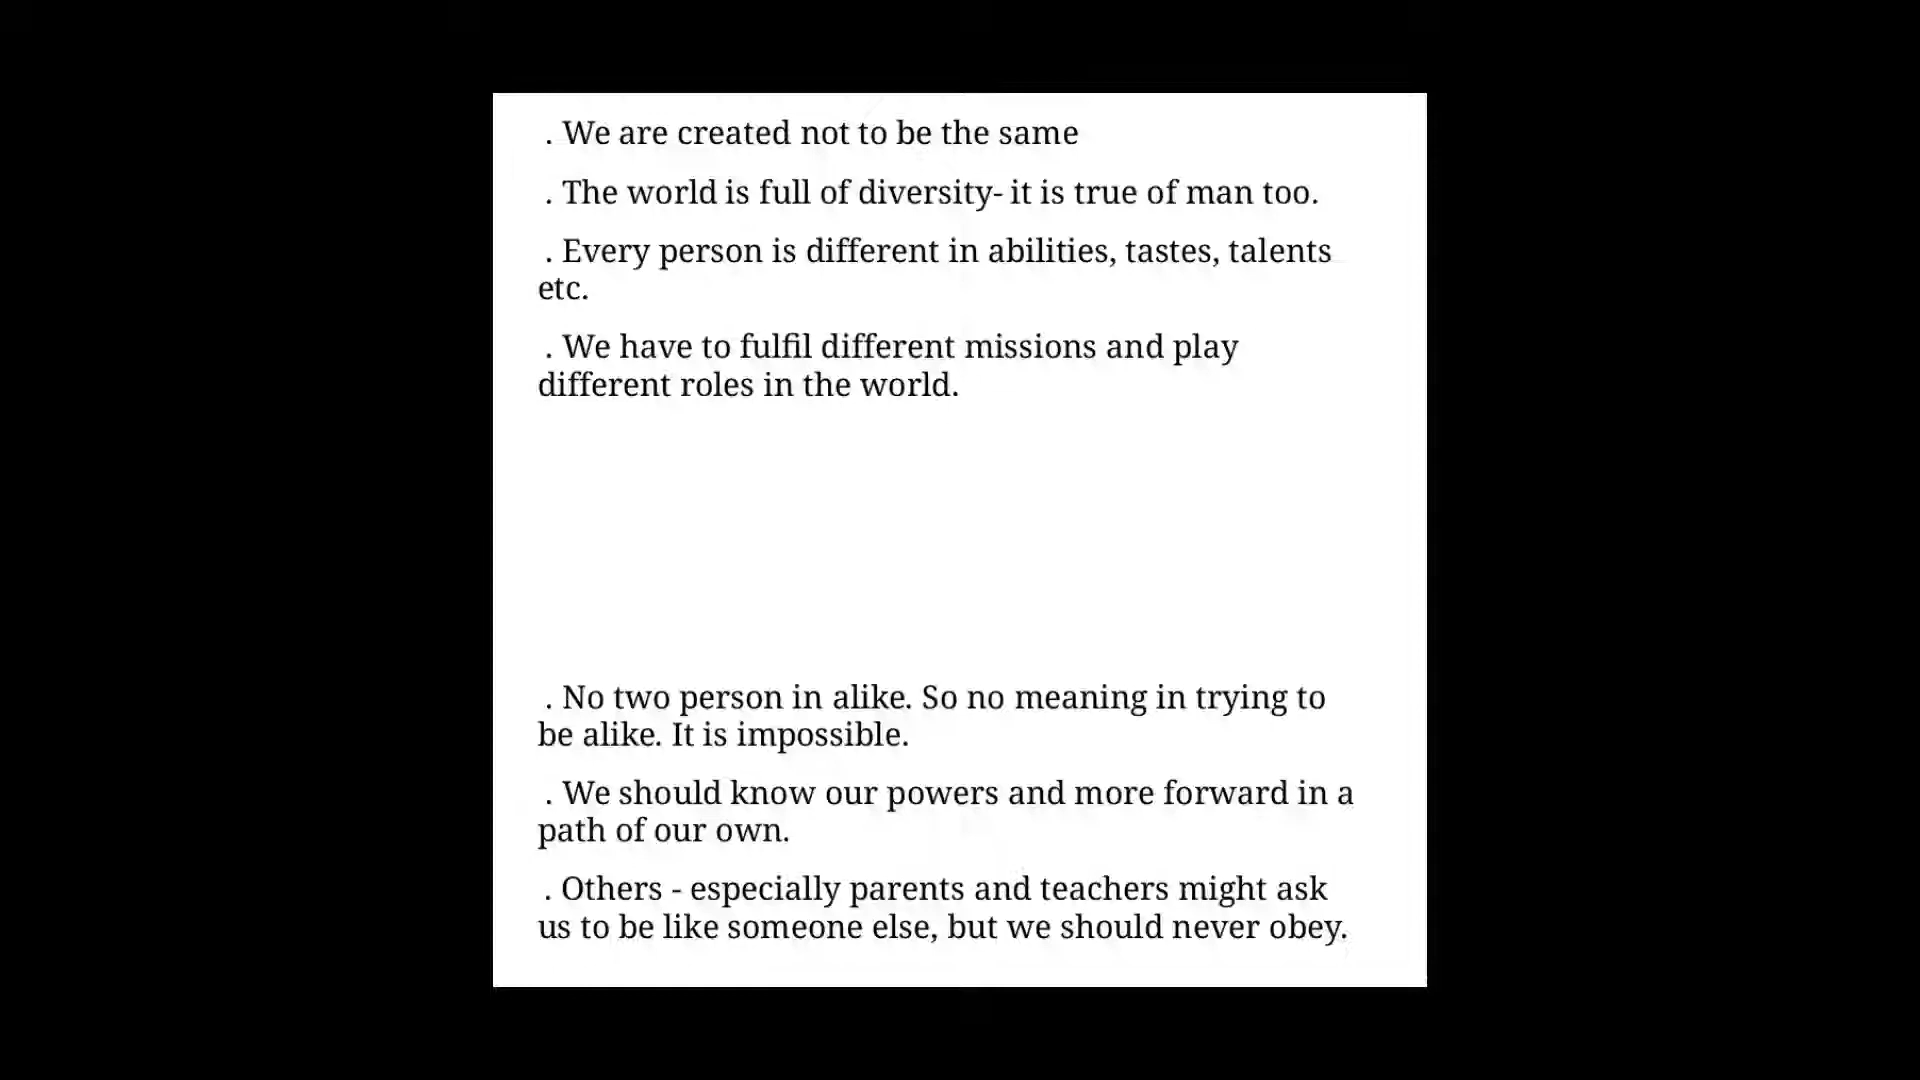 . We are created not to be the same
. The world is full of diversity- it is true of man too.
. Every person is different in abilities, tastes, talents
etc.
. We have to fulfil different missions and play
different roles in the world.
. No two person in alike. So no meaning in trying to
be alike. It is impossible.
. We should know our powers and more forward in a
path of our own.
. Others - especially parents and teachers might ask
us to be like someone else, but we should never obey.